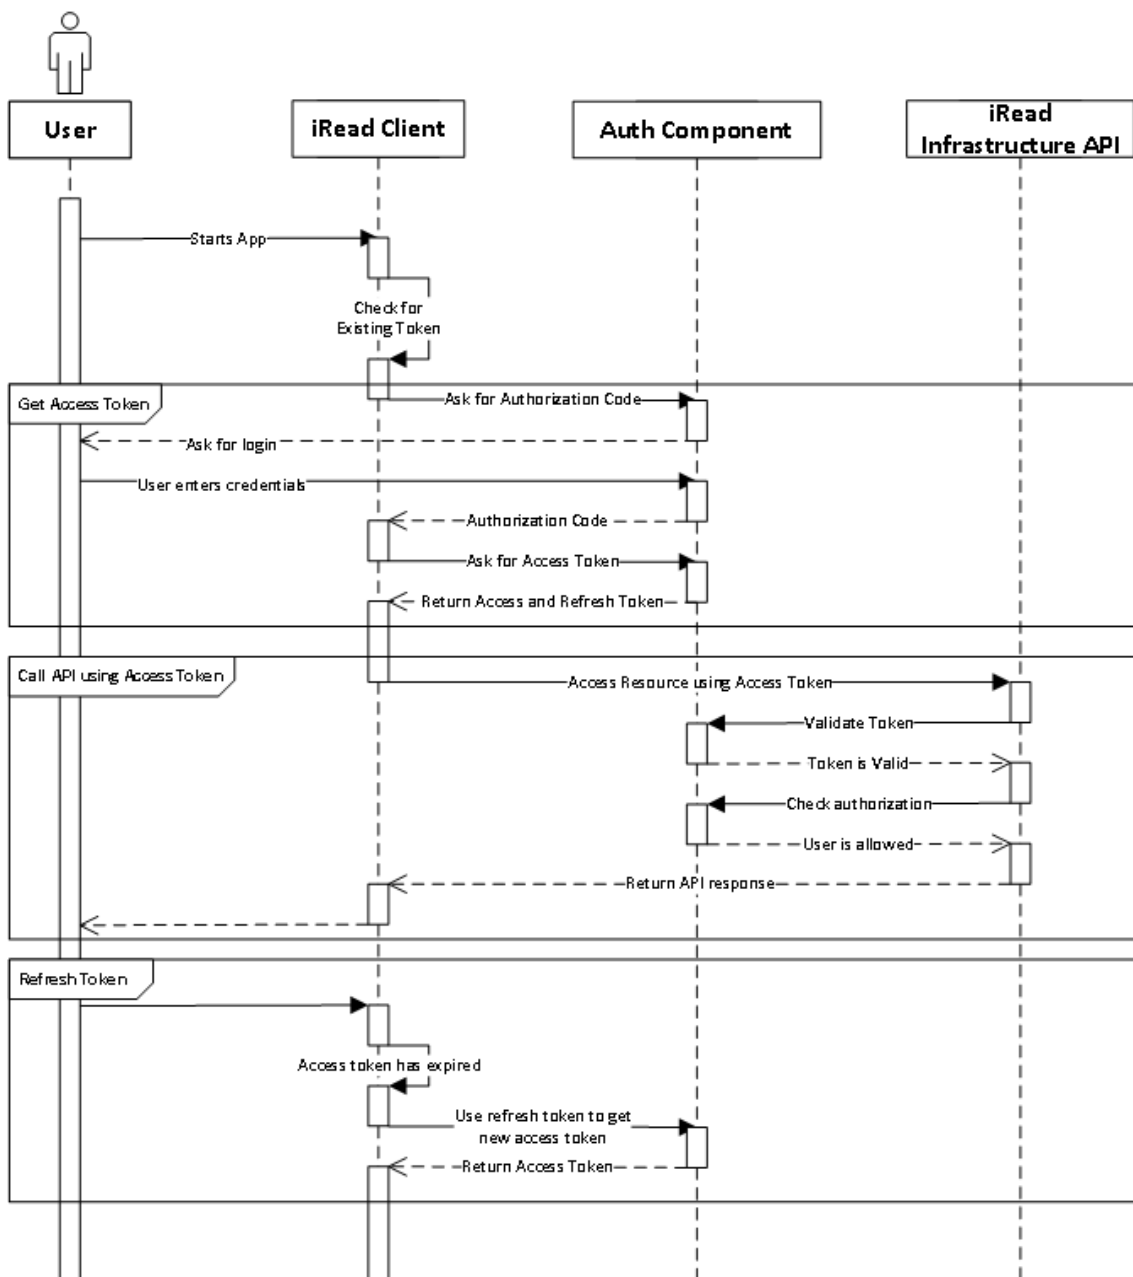 User
iRead Client
Auth Component
iRead
Infrastructure API
Starts App
Check for
Existing Token
Get Access Token
Ask for Authorization Code
Ask for login
User enters credentials
Authorization Code
Ask for Access Token
Return Access and Refresh Token
Call API using Access Token
Access Resource using Access Token
Validate Token
Token is Valid
Check authorization
User is allowed
Return API response
Refresh Token
Access token has expired
Use refresh token to get
new access token
Return Access Token